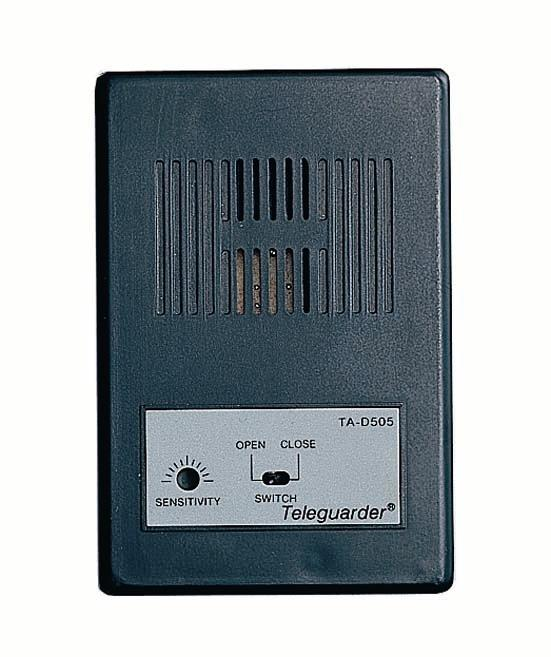 TA-D505
OPEN CLOSE
SENSITIVITY
SWITCH
Teleguarder®